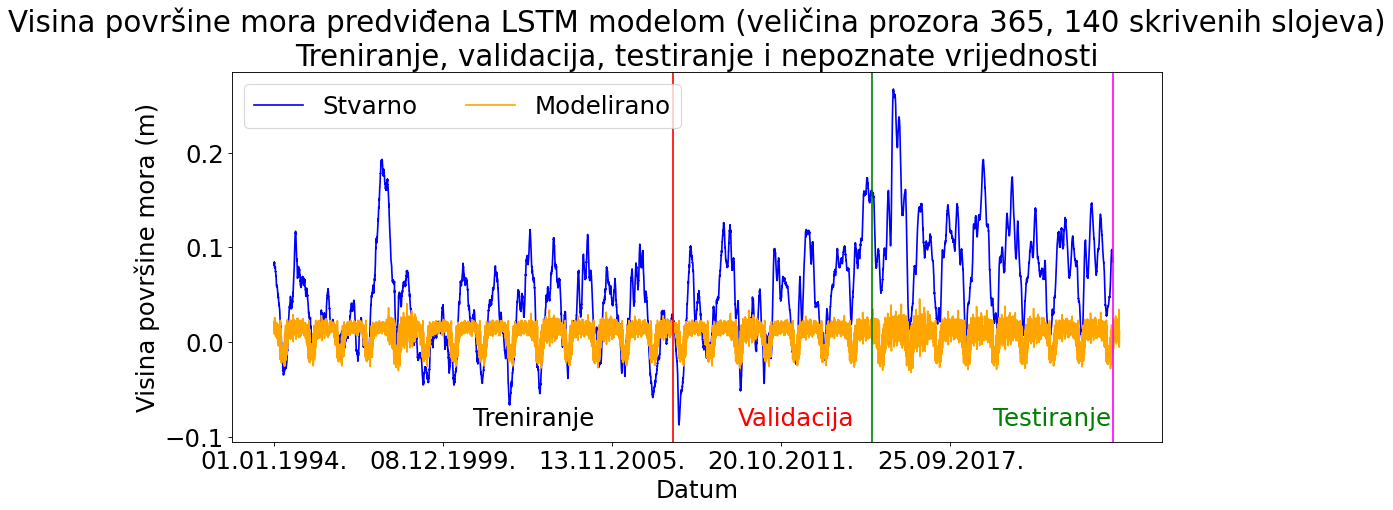 Visina površine mora predviđena LSTM modelom (veličina prozora 365, 140 skrivenih slojeva)
Treniranje, validacija, testiranje i nepoznate vrijednosti
Stvarno
Modelirano
Visina površine mora (m)
0.2
0.1
0.0
−0.1
Treniranje
Validacija
Testiranje
01.01.1994.
08.12.1999.
13.11.2005.
20.10.2011.
25.09.2017.
Datum